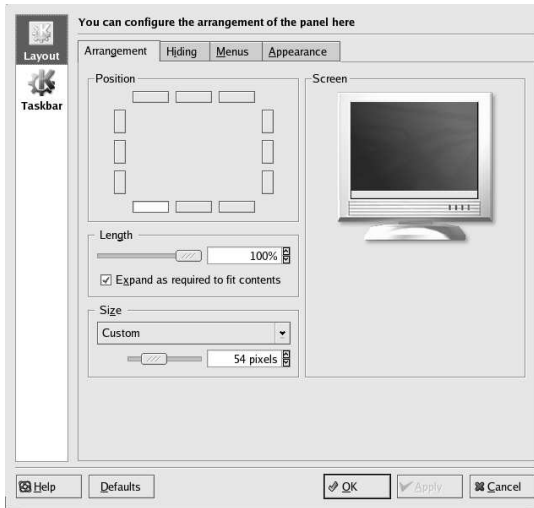 You can configure the arrangement of the panel here
Layout
Taskbar
Arrangement Hiding Menus Appearance
Position
Screen
Length
100%
Expand as required to fit contents
Size
Custom
54 pixels
Help Defaults OK Apply Cancel